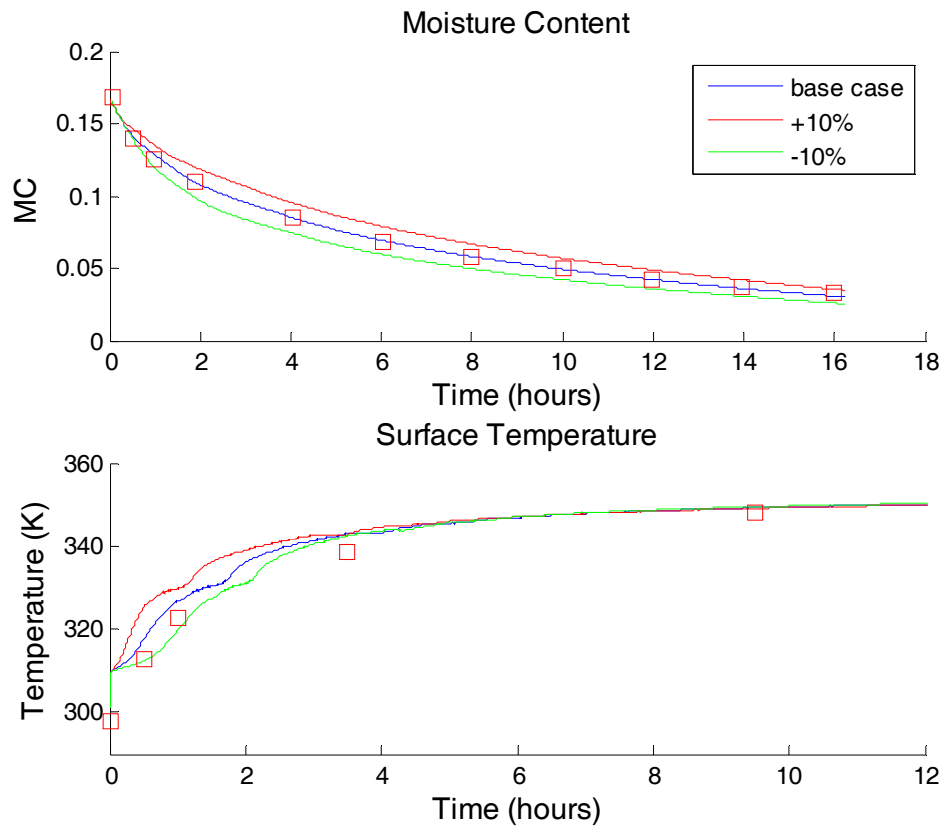 Moisture Content
0.2
0.15
0.1
0.05
0
MC
base case
+10%
-10%
0 2 4 6 8 10 12 14 16 18
Time (hours)
Surface Temperature
360
340
320
300
Temperature (K)
0 2 4 6 8 10 12
Time (hours)